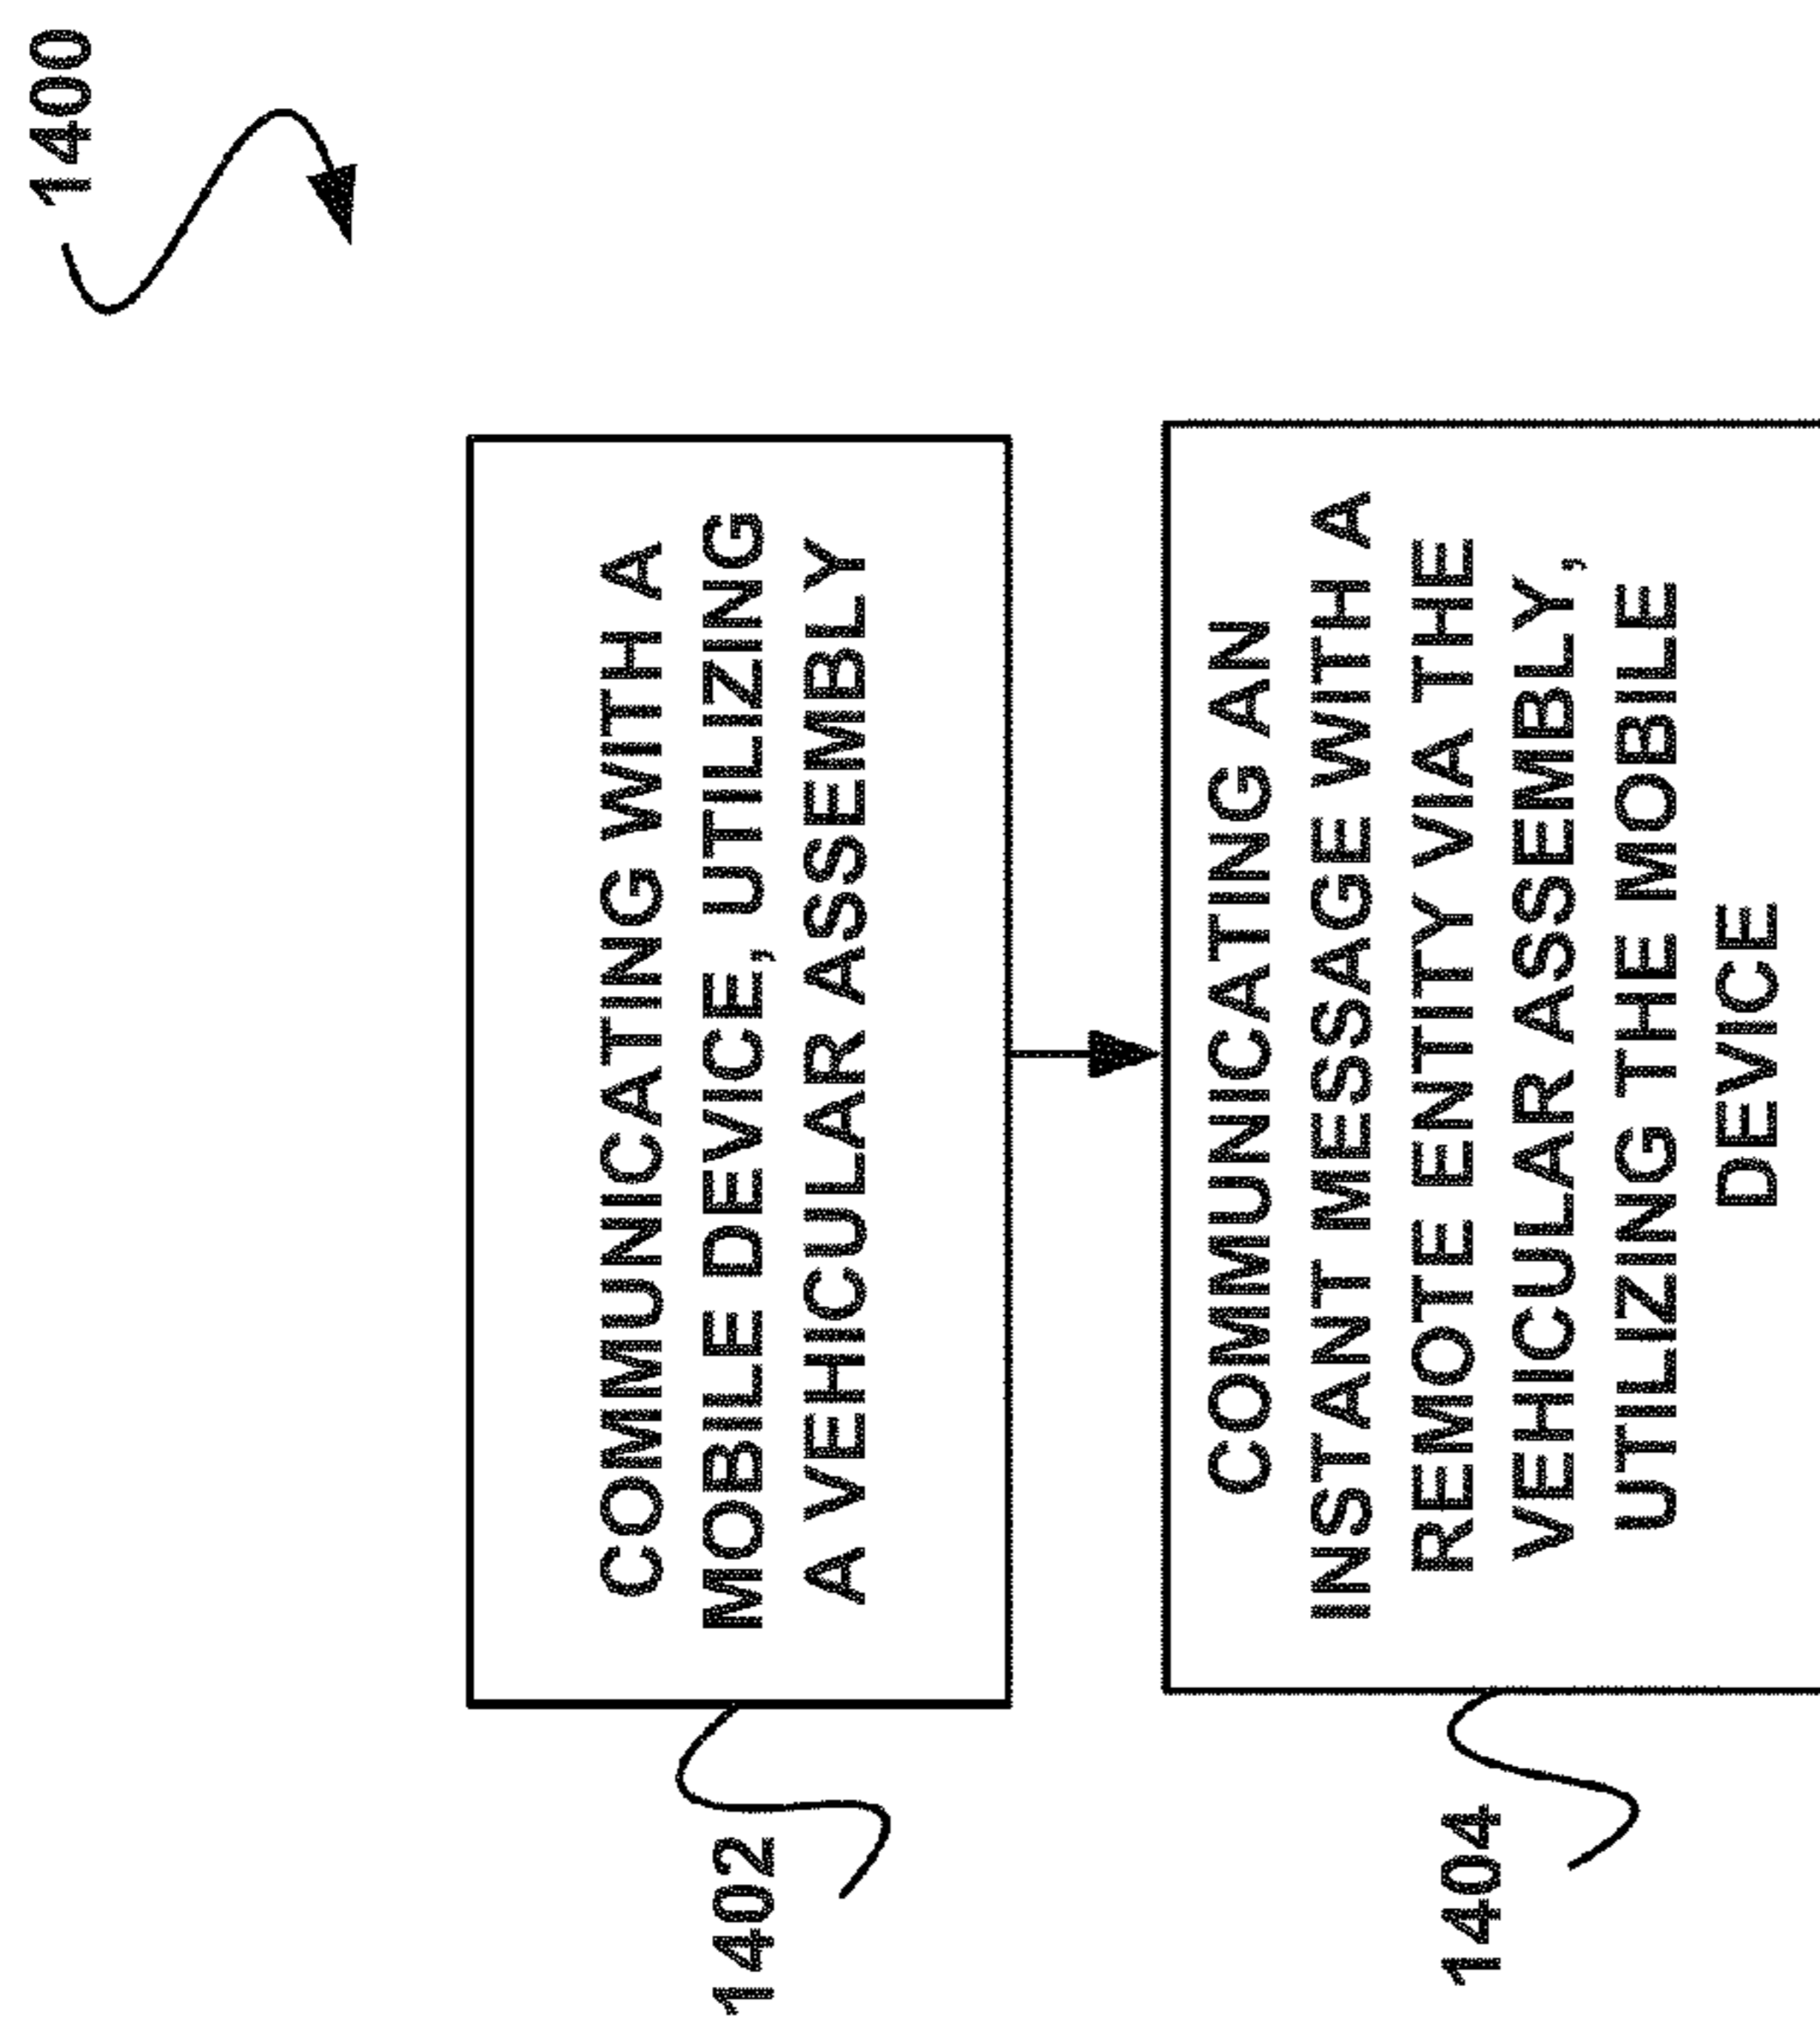 1400
1402
COMMUNICATING WITH A
MOBILE DEVICE, UTILIZING
A VEHICULAR ASSEMBLY
1404
COMMUNICATING AN
INSTANT MESSAGE WITH A
REMOTE ENTITY VIA THE
VEHICULAR ASSEMBLY,
UTILIZING THE MOBILE
DEVICE